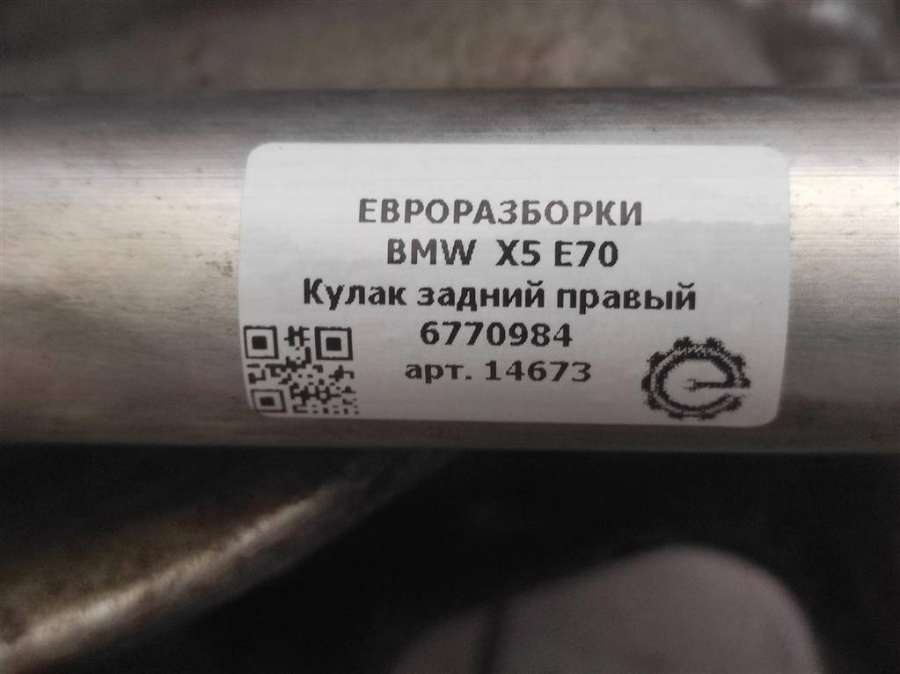 ЕВРОРАЗБОРКИ
BMW X5 E70
Кулак задний правый
6770984
арт. 14673